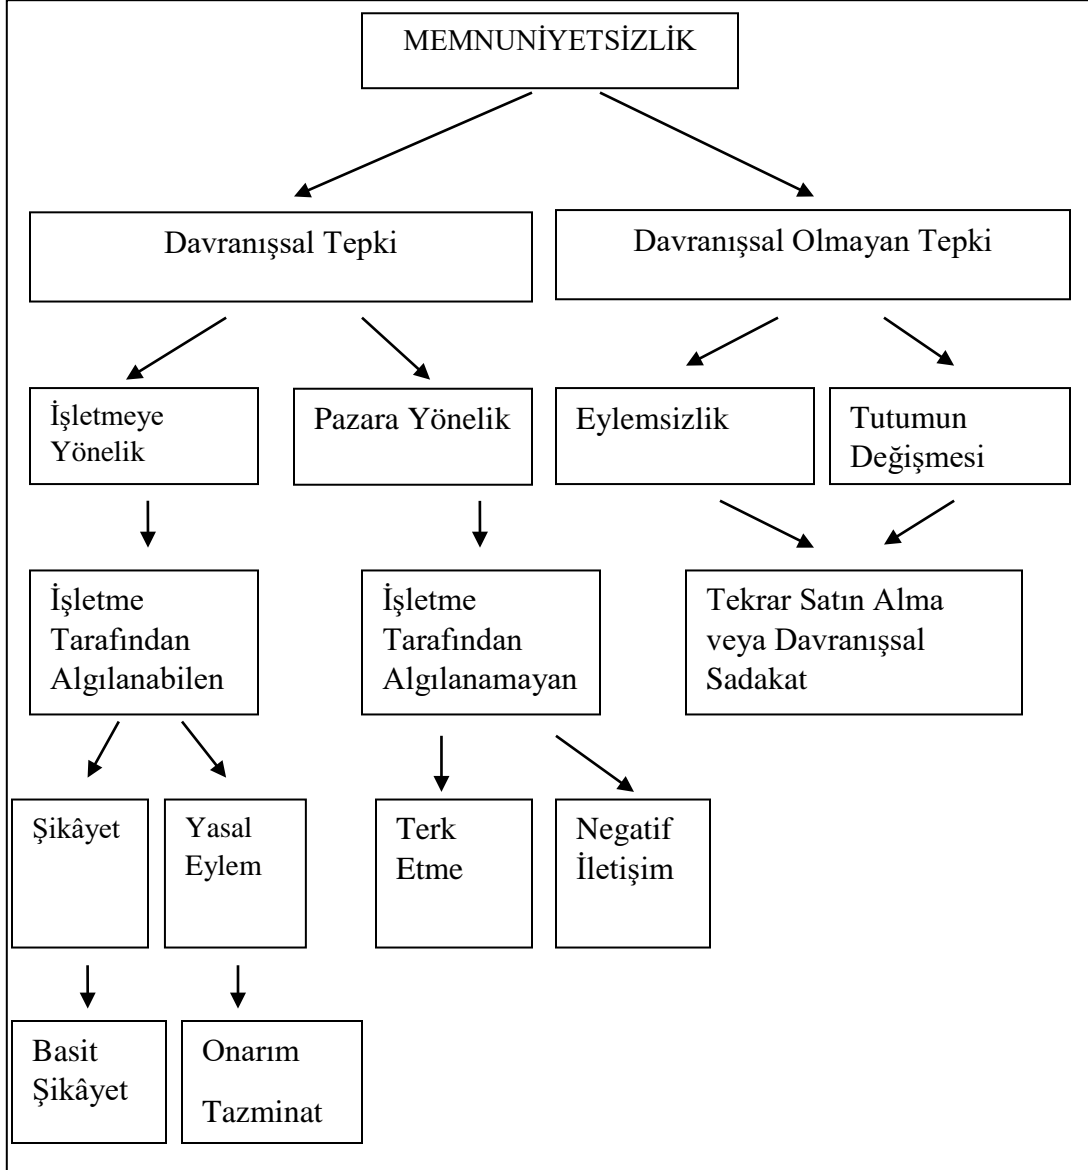 MEMNUNİYETSİZLİK
Davranışsal Tepki
Davranışsal Olmayan Tepki
İşletmeye
Yönelik
Pazara Yönelik
Eylemsizlik
Tutumun
Değişmesi
İşletme
Tarafından
Algılanabilen
İşletme
Tarafından
Algılanamayan
Tekrar Satın Alma
veya Davranışsal
Sadakat
Şikâyet
Yasal
Eylem
Terk
Etme
Negatif
İletişim
Basit
Şikâyet
Onarım
Tazminat